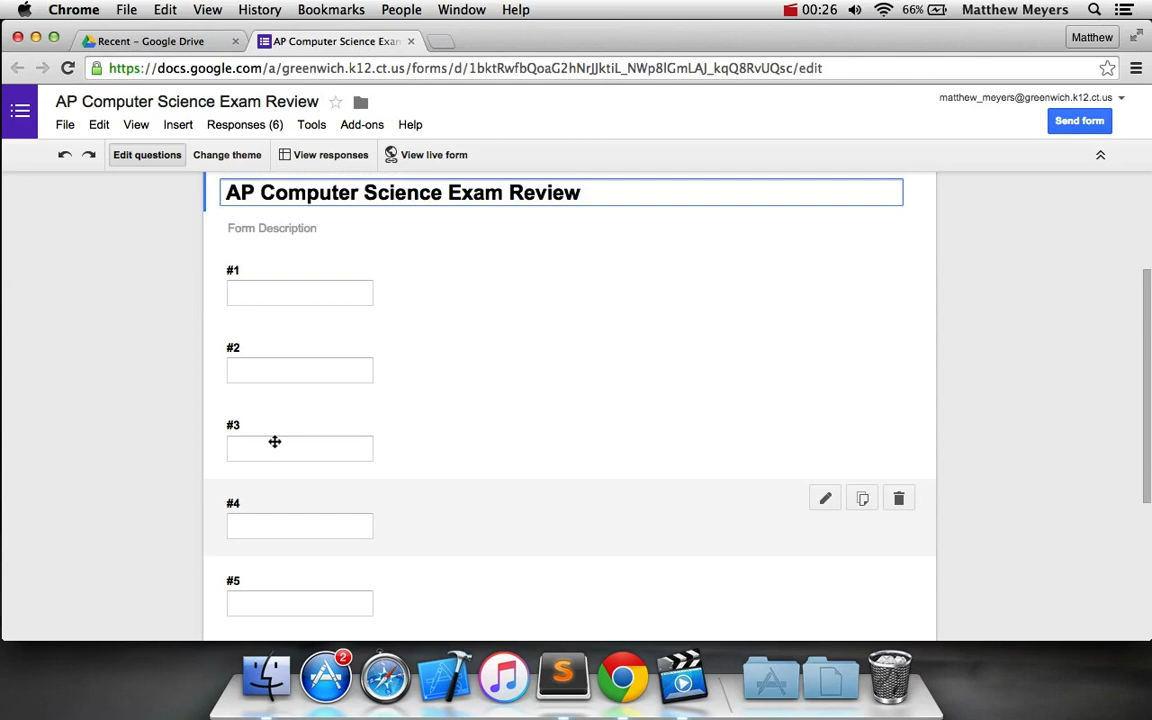 Chrome File Edit View History Bookmarks People Window Help 00:26 66% Matthew Meyers
Recent - Google Drive AP Computer Science Exa Matthew
https://docs.google.com/a/greenwich.k12.ct.us/forms/d/1bktRwfbQoaG2hNrJJktiL_NWp8lGmLAJ_kqQ8RvUQsc/edit
AP Computer Science Exam Review matthew_meyers@greenwich.k12.ct.us
File Edit View Insert Responses (6) Tools Add-ons Help Send form
Edit questions Change theme View responses View live form
AP Computer Science Exam Review
Form Description
#1
#2
#3
#4
#5
2
S